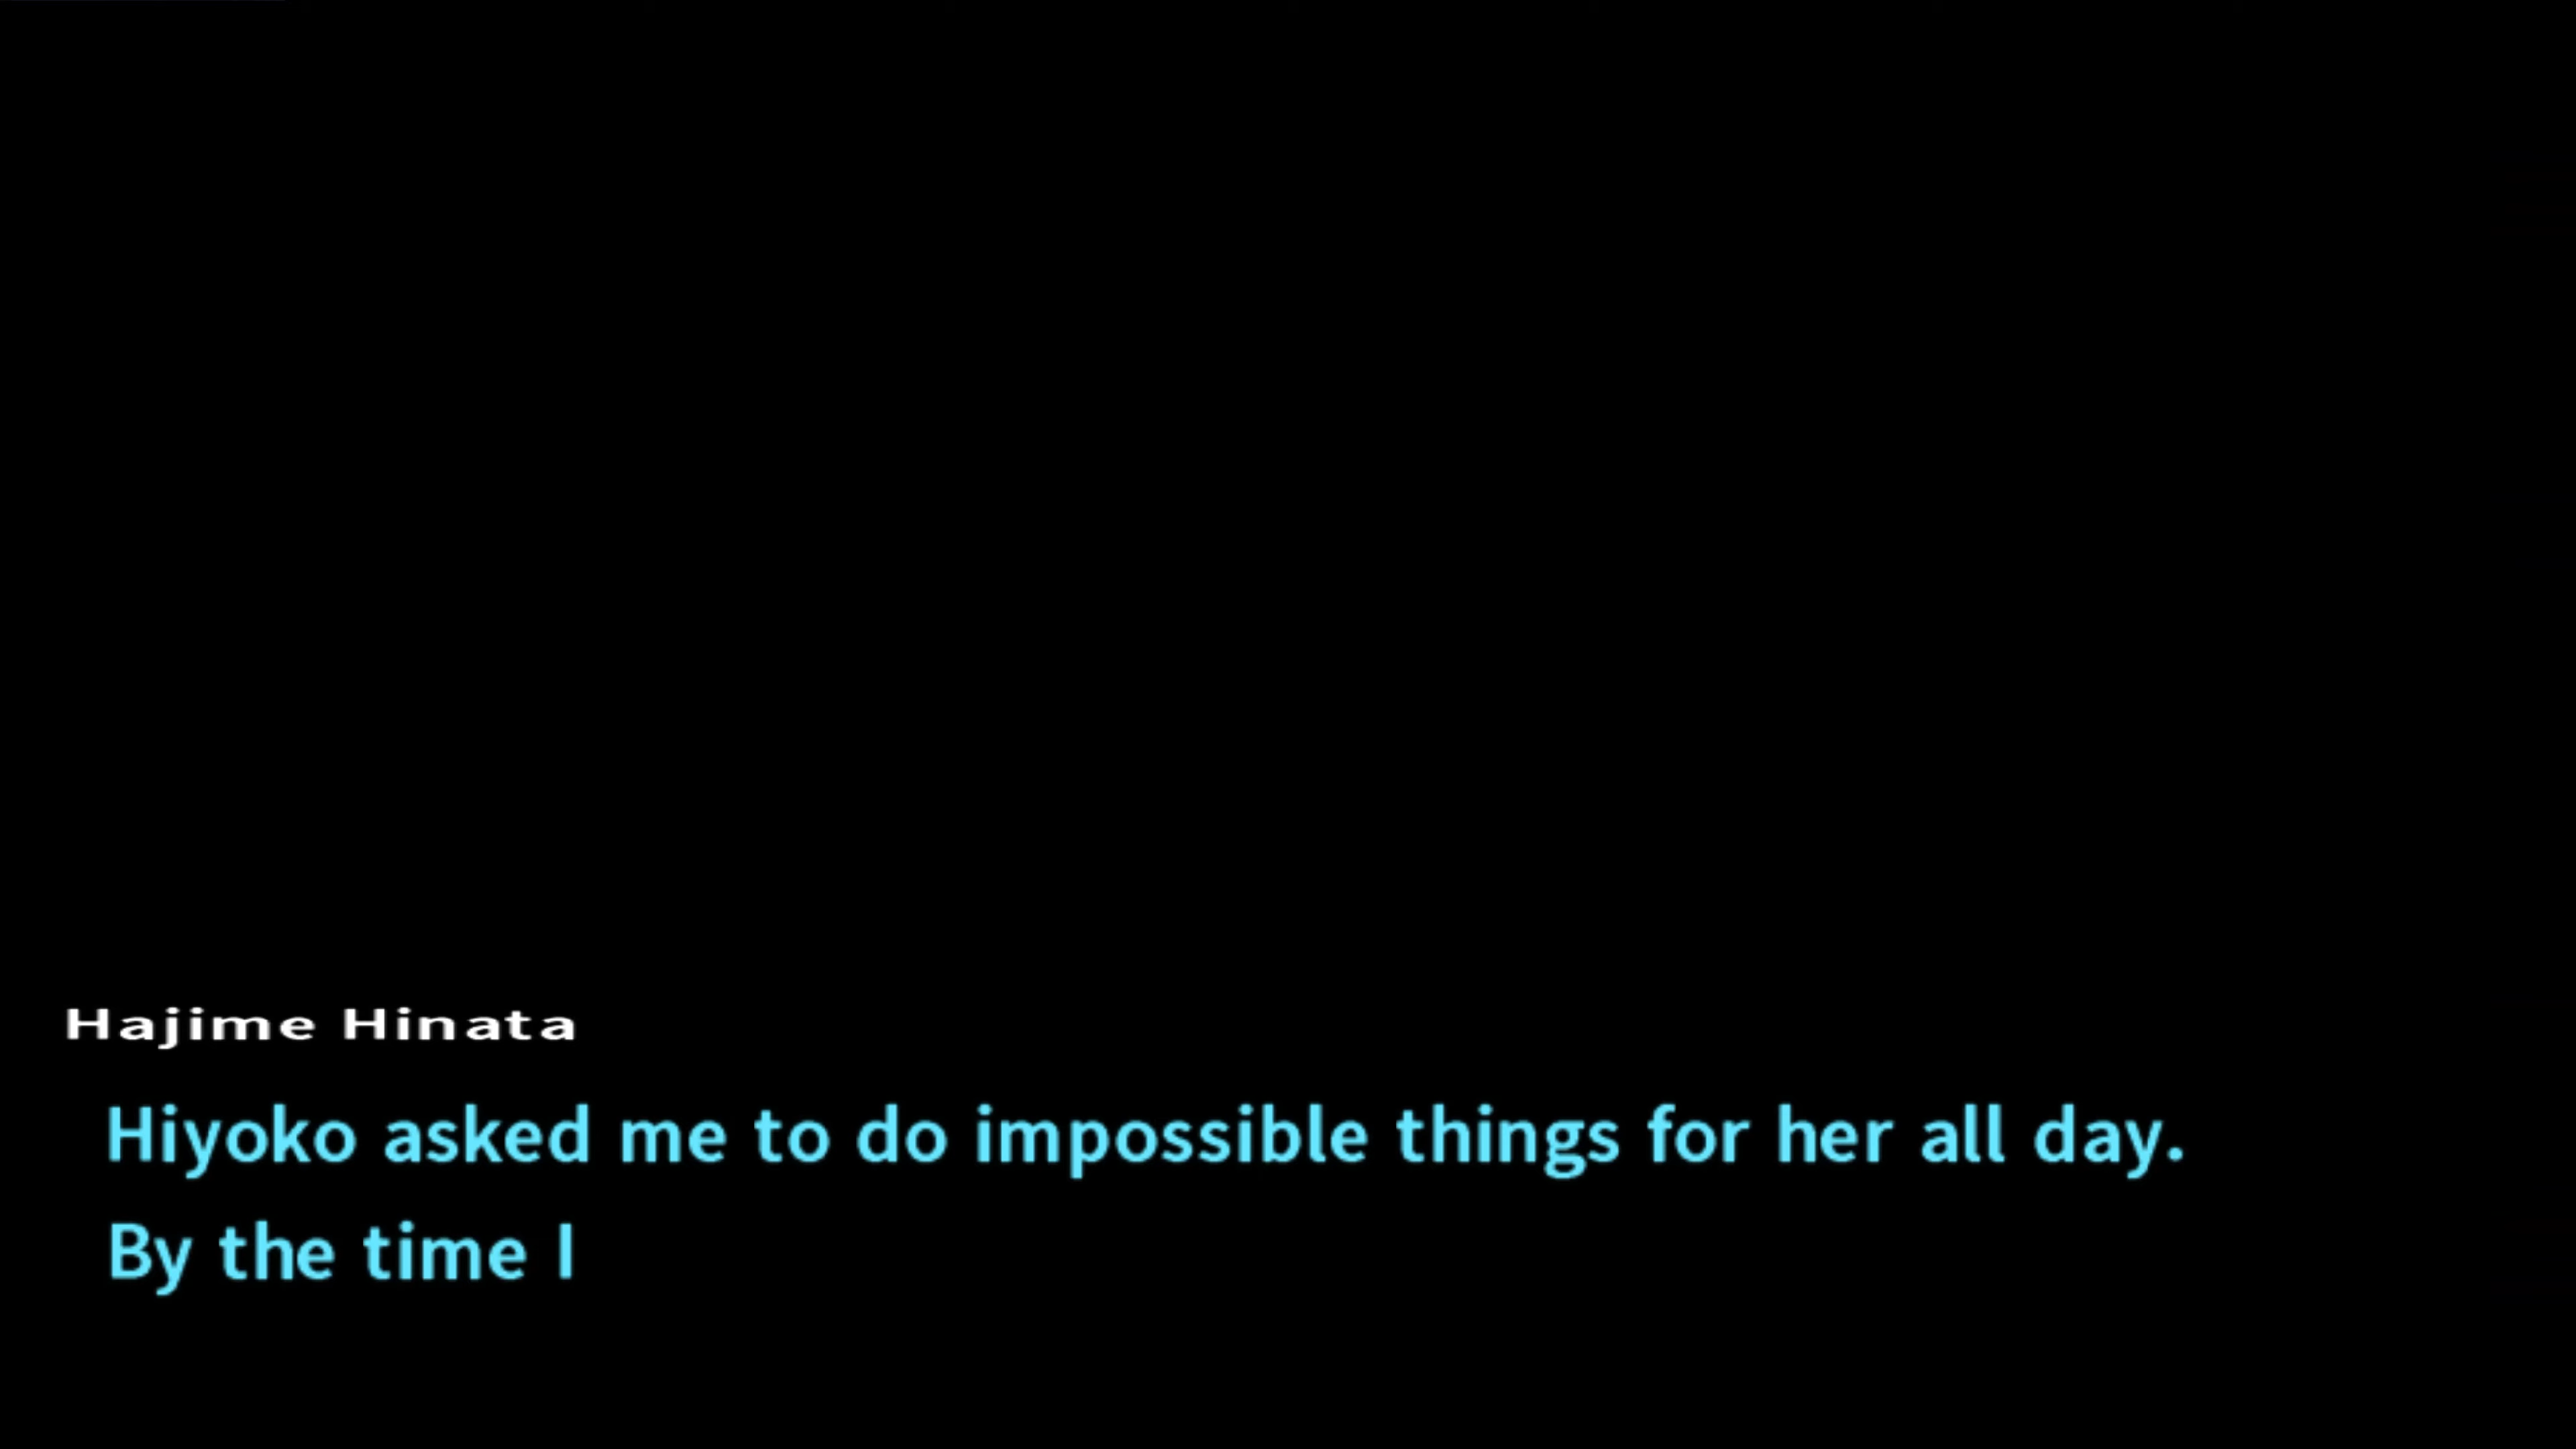 Hajime Hinata
Hiyoko asked me to do impossible things for her all day.
By the time I